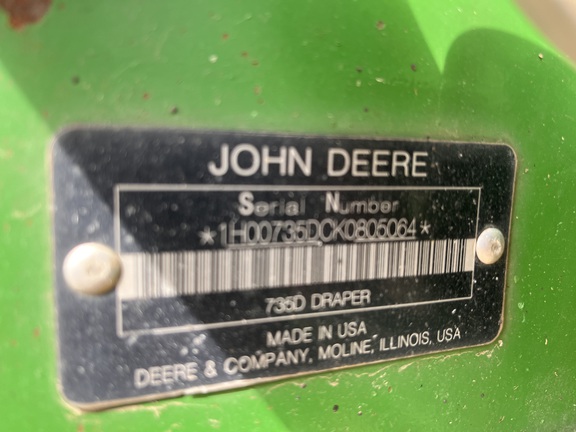 JOHN DEERE
Serial Number
*1H00735DCK0805064*
735D DRAPER
MADE IN USA
DEERE & COMPANY, MOLINE, ILLINOIS, USA